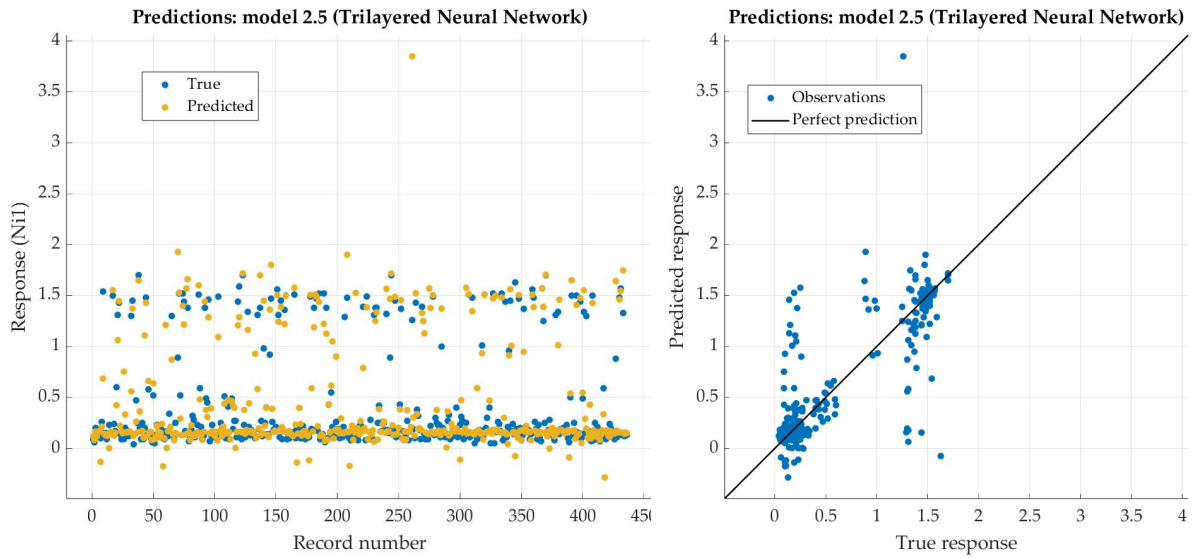 Predictions: model 2.5 (Trilayered Neural Network)
4
3.5
3
2.5
2
1.5
1
0.5
0
Response (Ni1)
True
Predicted
0 50 100 150 200 250 300 350 400 450
Record number
Predictions: model 2.5 (Trilayered Neural Network)
4
3.5
3
2.5
2
1.5
1
0.5
0
Predicted response
Observations
Perfect prediction
0 0.5 1 1.5 2 2.5 3 3.5 4
True response